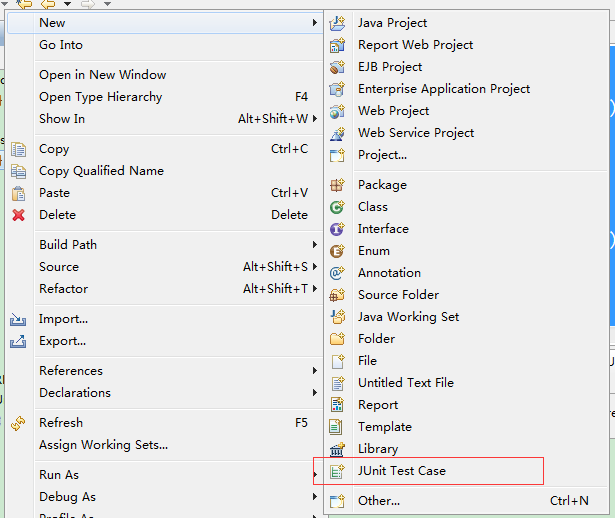 New
Go Into
Open in New Window
Open Type Hierarchy F4
Show In Alt+Shift+W
Copy Ctrl+C
Copy Qualified Name
Paste Ctrl+V
Delete Delete
Build Path
Source Alt+Shift+S
Refactor Alt+Shift+T
Import...
Export...
References
Declarations
Refresh F5
Assign Working Sets...
Run As
Debug As
Profile As
Java Project
Report Web Project
EJB Project
Enterprise Application Project
Web Project
Web Service Project
Project...
Package
Class
Interface
Enum
Annotation
Source Folder
Java Working Set
Folder
File
Untitled Text File
Report
Template
Library
JUnit Test Case
Other... Ctrl+N